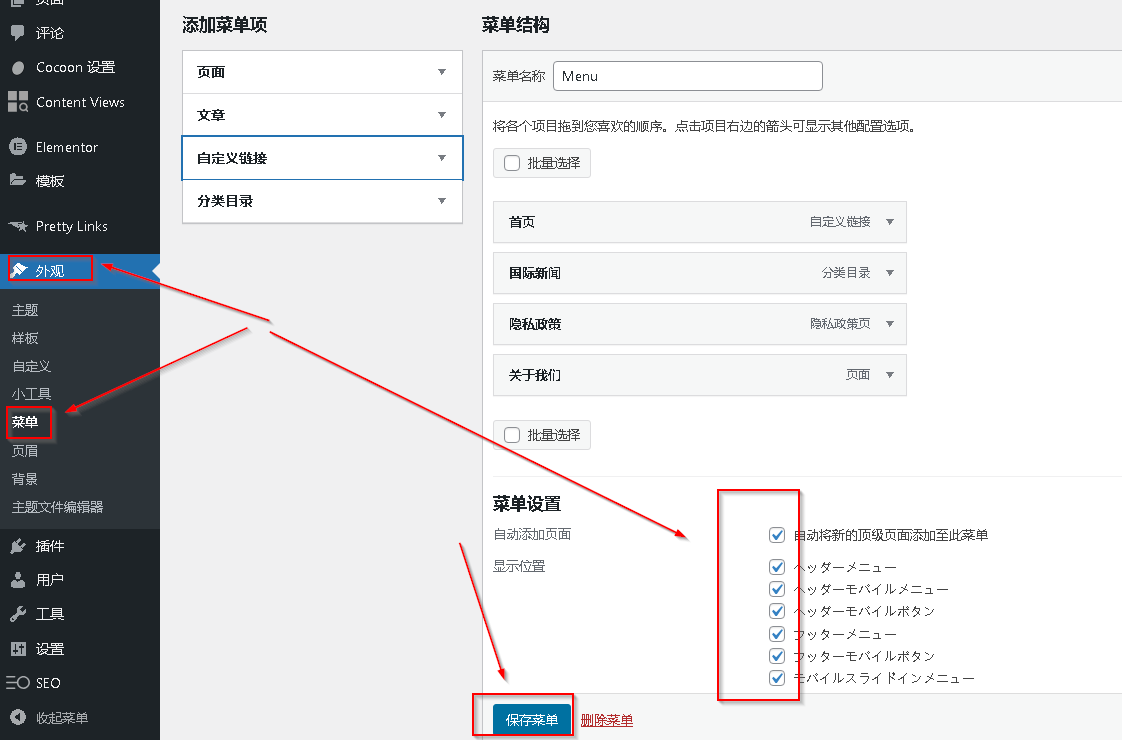 页面
评论
Cocoon 设置
Content Views
Elementor
模板
Pretty Links
外观
主题
样板
自定义
小工具
菜单
页眉
背景
主题文件编辑器
插件
用户
工具
设置
SEO
收起菜单
添加菜单项
页面
文章
自定义链接
分类目录
菜单结构
菜单名称 Menu
将各个项目拖到您喜欢的顺序。点击项目右边的箭头可显示其他配置选项。
批量选择
首页 自定义链接
国际新闻 分类目录
隐私政策 隐私政策页
关于我们 页面
批量选择
菜单设置
自动添加页面 自动将新的顶级页面添加至此菜单
显示位置 ヘッダーメニュー
ヘッダーモバイルメニュー
ヘッダーモバイルボタン
フッターメニュー
フッターモバイルボタン
モバイルスライドインメニュー
保存菜单 删除菜单